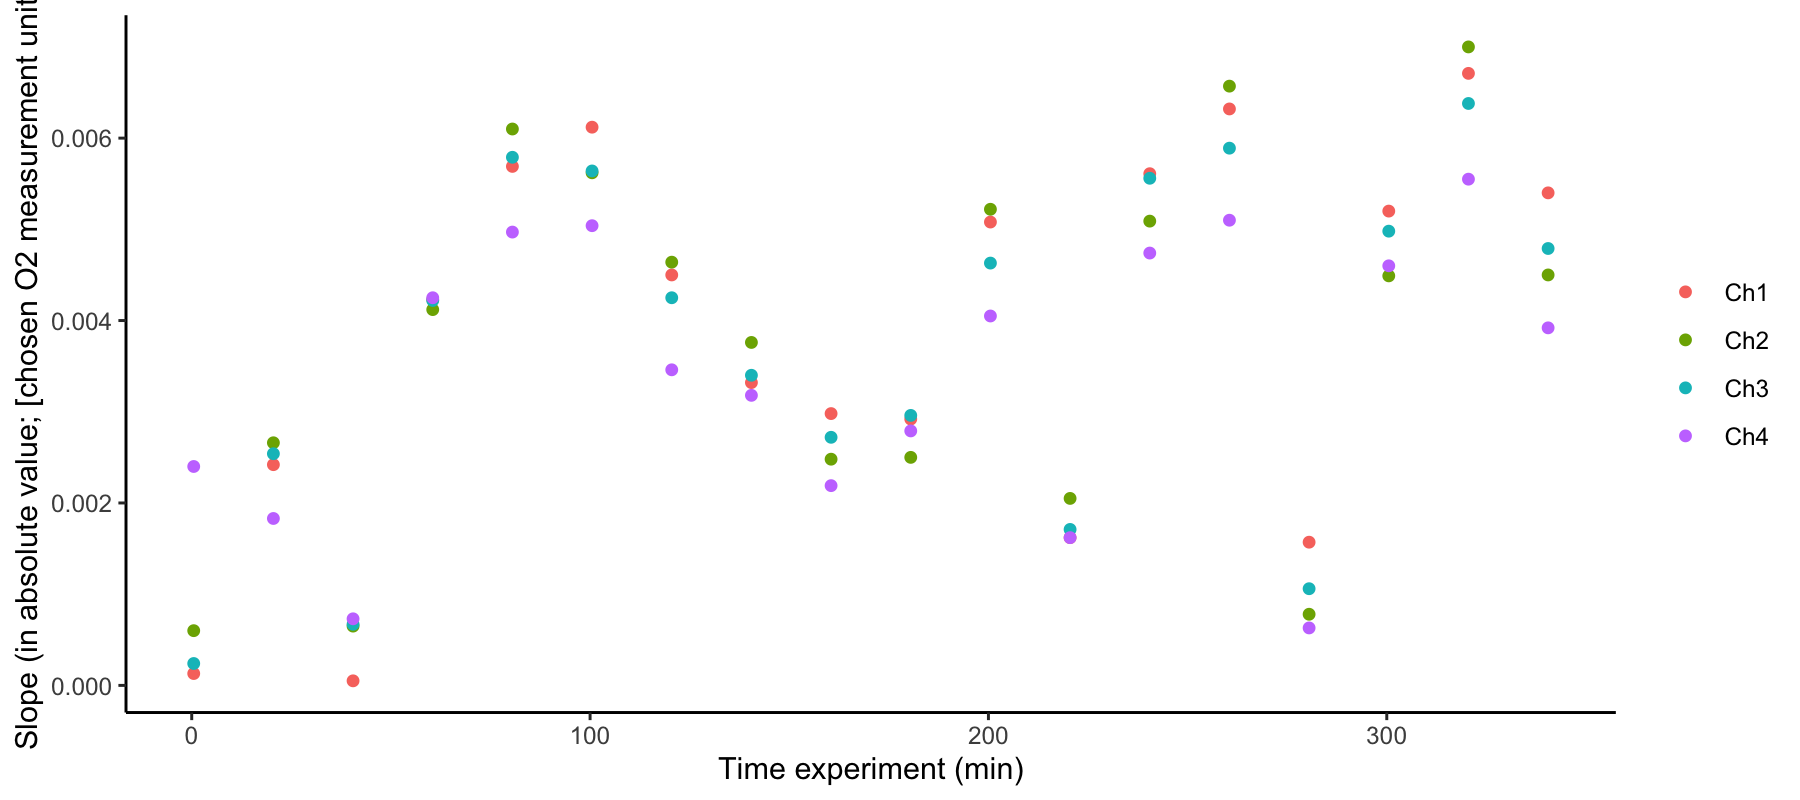 Slope (in absolute value; [chosen O2 measurement unit
0.006
0.004
0.002
0.000
0
100
200
300
Time experiment (min)
Ch1
Ch2
Ch3
Ch4